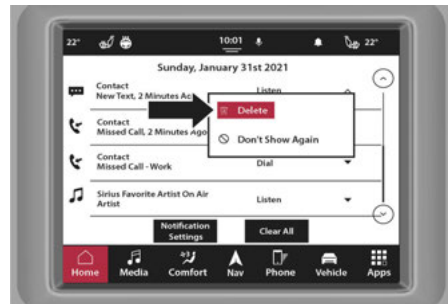 22° 10:01 22°
Sunday, January 31st 2021
Contact
New Text, 2 Minutes Ago Listen
Delete
Contact
Missed Call, 2 Minutes Ago
Don't Show Again
Contact
Missed Call - Work Dial
Sirius Favorite Artist On Air
Artist Listen
Notification
Settings Clear All
Home Media Comfort Nav Phone Vehicle Apps